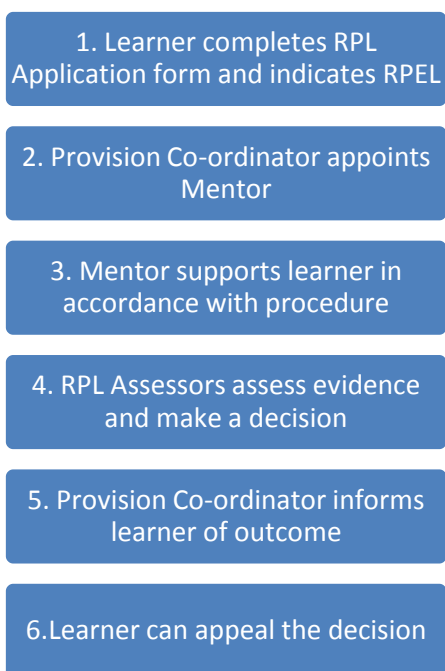 1. Learner completes RPL
Application form and indicates RPEL
2. Provision Co-ordinator appoints
Mentor
3. Mentor supports learner in
accordance with procedure
4. RPL Assessors assess evidence
and make a decision
5. Provision Co-ordinator informs
learner of outcome
6.Learner can appeal the decision